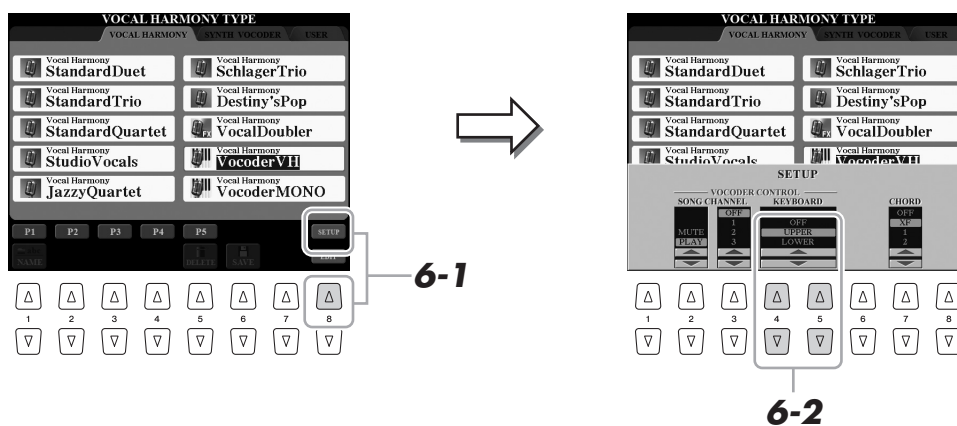 VOCAL HARMONY TYPE
VOCAL HARMONY SYNTH VOCODER USER
Vocal Harmony
StandardDuet
Vocal Harmony
SchlagerTrio
Vocal Harmony
StandardTrio
Vocal Harmony
Destiny'sPop
Vocal Harmony
StandardQuartet
Vocal Harmony
VocalDoubler
Vocal Harmony
StudioVocals
Vocal Harmony
VocoderVH
Vocal Harmony
JazzyQuartet
Vocal Harmony
VocoderMONO
P1 P2 P3 P4 P5 SETUP
NAME DELETE SAVE EDIT
1 2 3 4 5 6 7 8
6-1
VOCAL HARMONY TYPE
VOCAL HARMONY SYNTH VOCODER USER
Vocal Harmony
StandardDuet
Vocal Harmony
SchlagerTrio
Vocal Harmony
StandardTrio
Vocal Harmony
Destiny'sPop
Vocal Harmony
StandardQuartet
Vocal Harmony
VocalDoubler
Vocal Harmony
StudioVocals
Vocal Harmony
VocoderVH
SETUP
VOCODER CONTROL
SONG CHANNEL KEYBOARD CHORD
OFF OFF
1 OFF XF
MUTE 2 UPPER 1
PLAY 3 LOWER 2
1 2 3 4 5 6 7 8
6-2